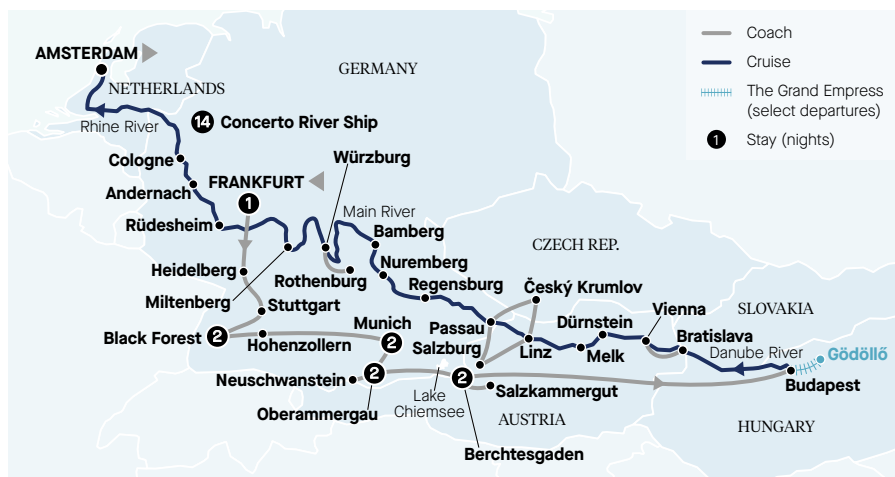 AMSTERDAM
NETHERLANDS
GERMANY
Rhine River
14 Concerto River Ship
Cologne
Andernach
FRANKFURT
1
Würzburg
Main River
Rüdesheim
Bamberg
Heidelberg
Rothenburg
Nuremberg
Miltenberg
Regensburg
Stuttgart
CZECH REP.
Český Krumlov
Black Forest 2
Hohenzollern
Munich
2
Passau
Salzburg
Linz
Dürnstein
Melk
Vienna
SLOVAKIA
Bratislava
Danube River
Gödöllő
Budapest
Neuschwanstein
2
Oberammergau
Lake
Chiemsee
2
Salzkammergut
AUSTRIA
HUNGARY
Berchtesgaden
Coach
Cruise
The Grand Empress
(select departures)
1 Stay (nights)